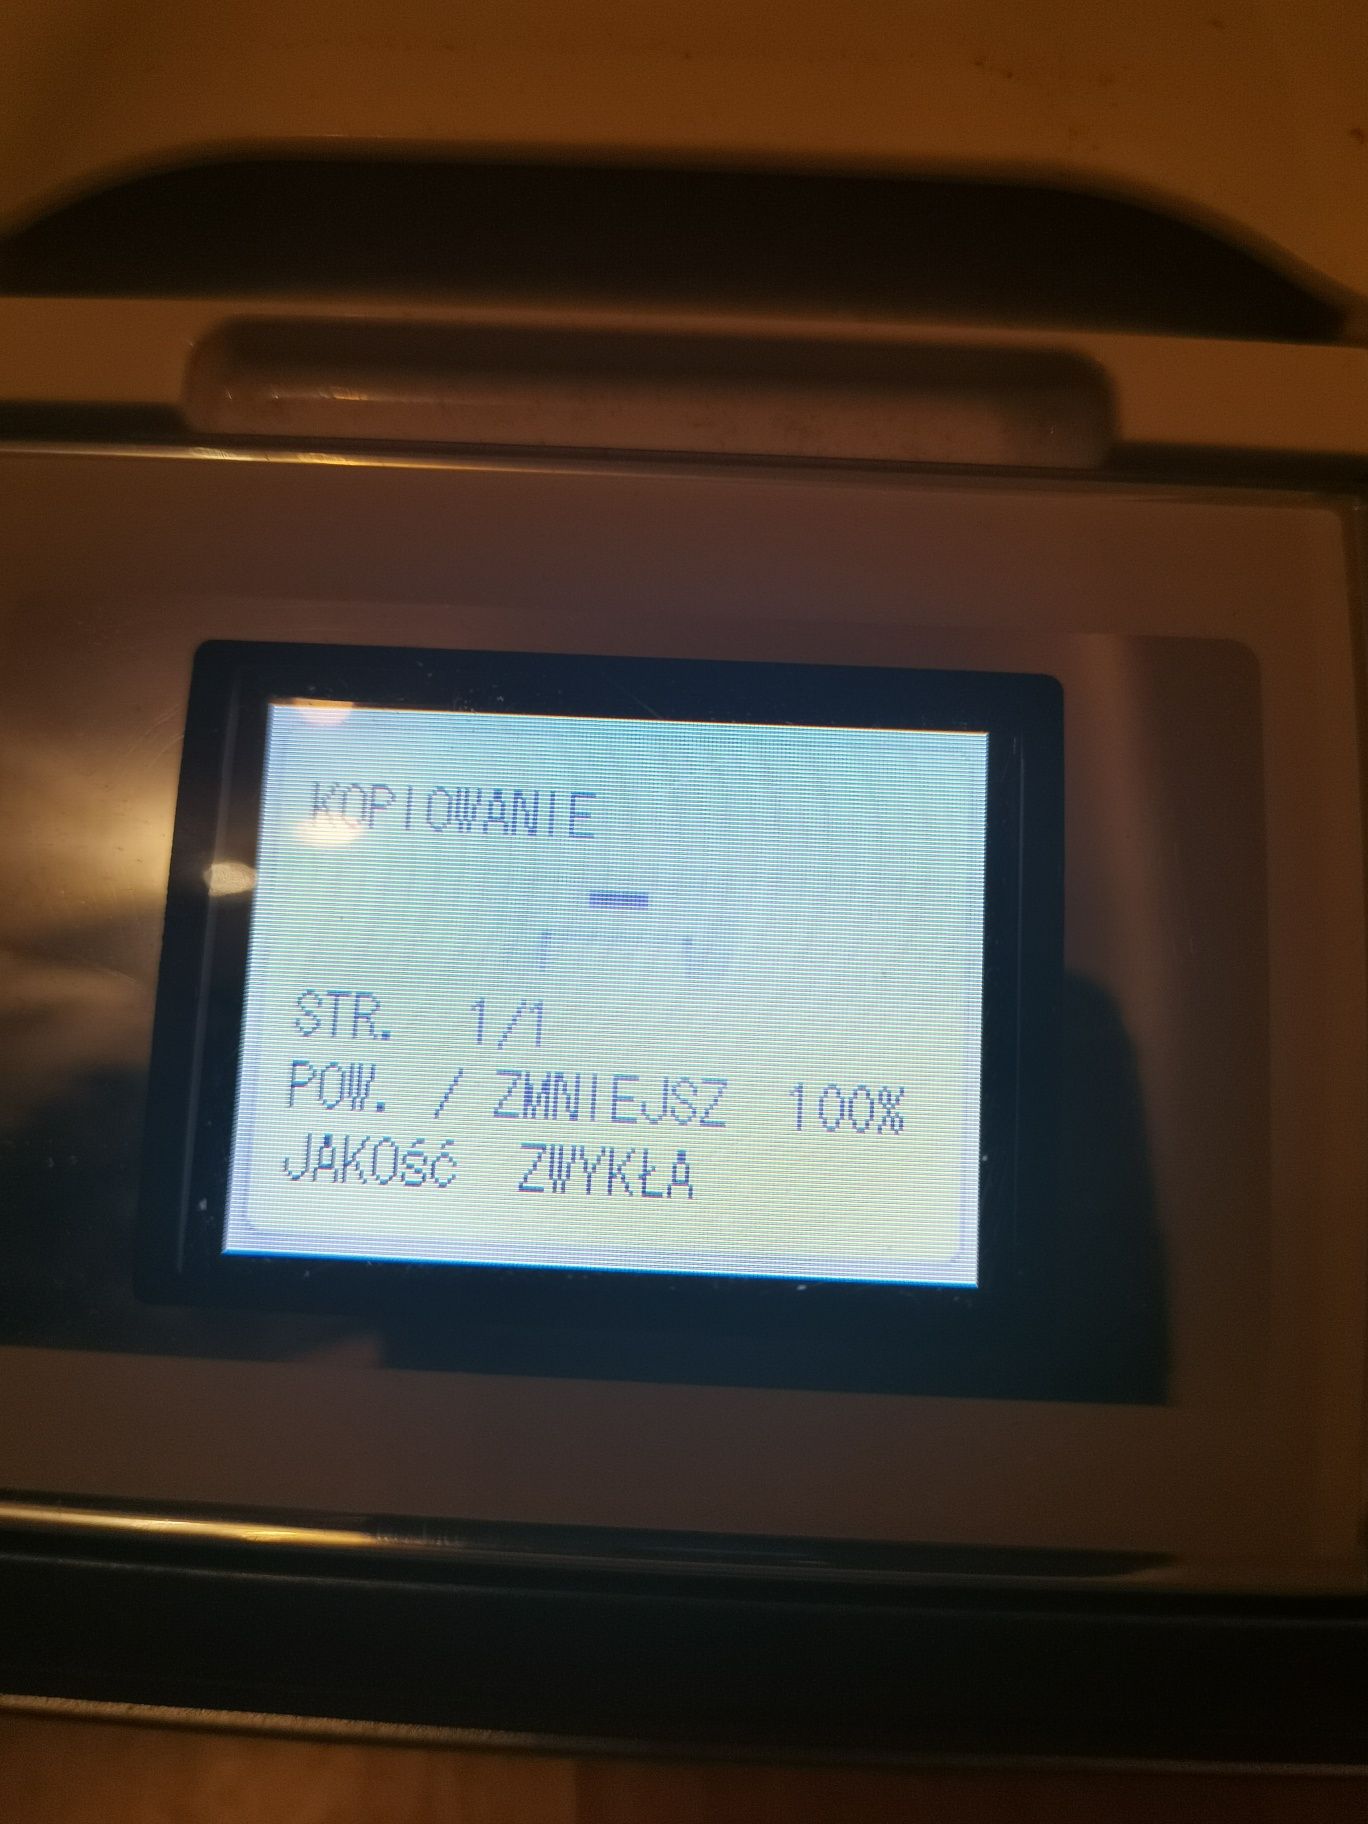 KOPIOWANIE
STR. 1/1
POW. / ZMNIEJSZ 100%
JAKOŚĆ ZWYKŁA